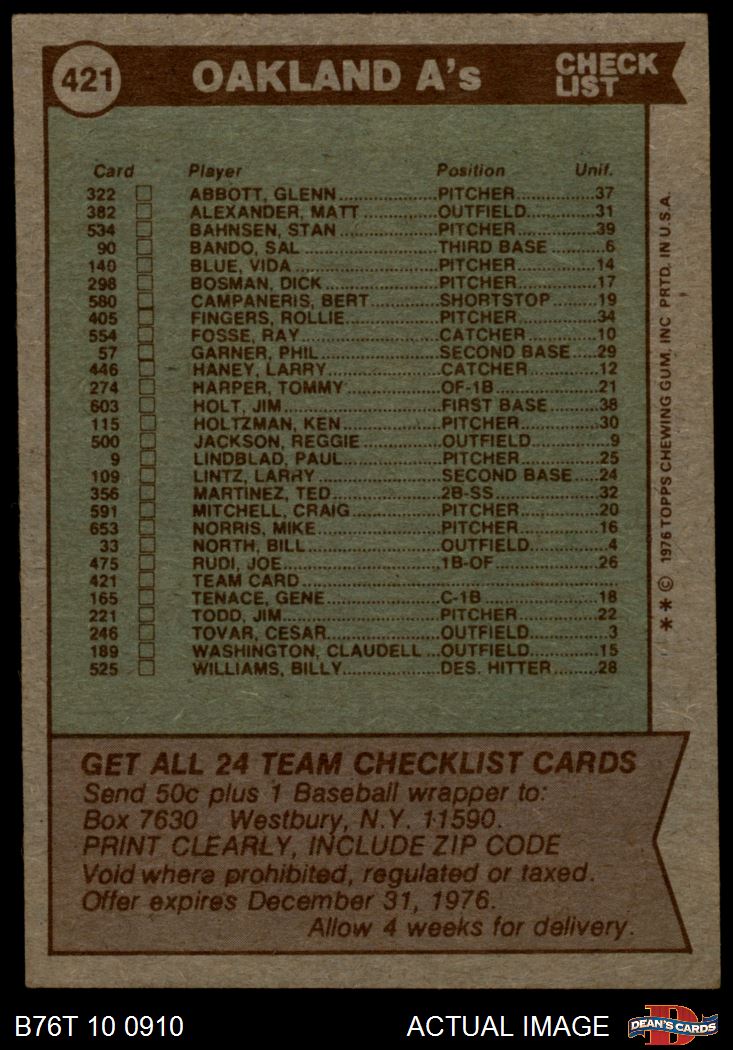 421 OAKLAND A's CHECK LIST
Card Player Position Unif.
322 ABBOTT, GLENN....................PITCHER..............37
382 ALEXANDER, MATT...............OUTFIELD............31
534 BAHNSEN, STAN...................PITCHER..............39
90 BANDO, SAL...........................THIRD BASE.........6
140 BLUE, VIDA............................PITCHER..............14
298 BOSMAN, DICK.....................PITCHER..............17
580 CAMPANERIS, BERT.............SHORTSTOP........19
405 FINGERS, ROLLIE..................PITCHER..............34
554 FOSSE, RAY...........................CATCHER.............10
57 GARNER, PHIL.......................SECOND BASE....29
446 HANEY, LARRY......................CATCHER.............12
274 HARPER, TOMMY..................OF-1B...................21
603 HOLT, JIM..............................FIRST BASE.........38
115 HOLTZMAN, KEN..................PITCHER..............30
500 JACKSON, REGGIE................OUTFIELD..............9
9 LINDBLAD, PAUL....................PITCHER..............25
109 LINTZ, LARRY........................SECOND BASE....24
356 MARTINEZ, TED.....................2B-SS..................32
591 MITCHELL, CRAIG..................PITCHER..............20
653 NORRIS, MIKE.......................PITCHER..............16
33 NORTH, BILL..........................OUTFIELD..............4
475 RUDI, JOE..............................1B-OF...................26
421 TEAM CARD..................................................
165 TENACE, GENE......................C-1B.....................18
221 TODD, JIM.............................PITCHER..............22
246 TOVAR, CESAR......................OUTFIELD..............3
189 WASHINGTON, CLAUDELL...OUTFIELD............15
525 WILLIAMS, BILLY....................DES. HITTER........28
* * © 1976 TOPPS CHEWING GUM, INC PRTD. IN U.S.A.
GET ALL 24 TEAM CHECKLIST CARDS
Send 50c plus 1 Baseball wrapper to:
Box 7630 Westbury, N.Y. 11590.
PRINT CLEARLY, INCLUDE ZIP CODE
Void where prohibited, regulated or taxed.
Offer expires December 31, 1976.
Allow 4 weeks for delivery.
B76T 10 0910 ACTUAL IMAGE D DEAN'S CARDS